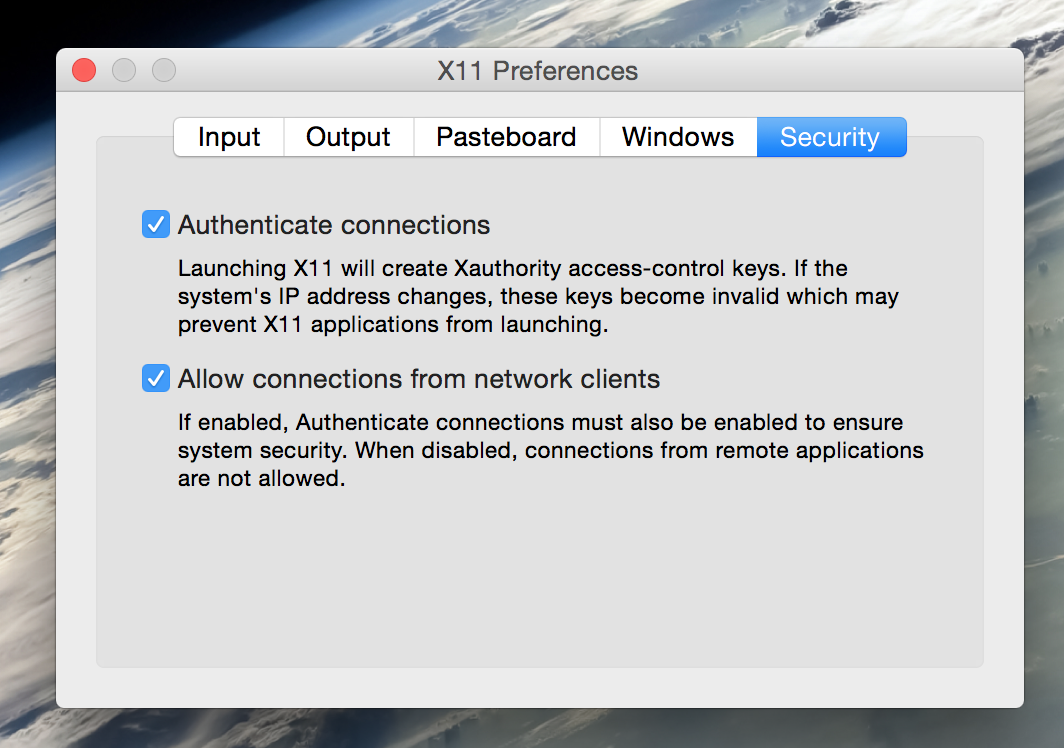 X11 Preferences
Input Output Pasteboard Windows Security
Authenticate connections
Launching X11 will create Xauthority access-control keys. If the
system's IP address changes, these keys become invalid which may
prevent X11 applications from launching.
Allow connections from network clients
If enabled, Authenticate connections must also be enabled to ensure
system security. When disabled, connections from remote applications
are not allowed.